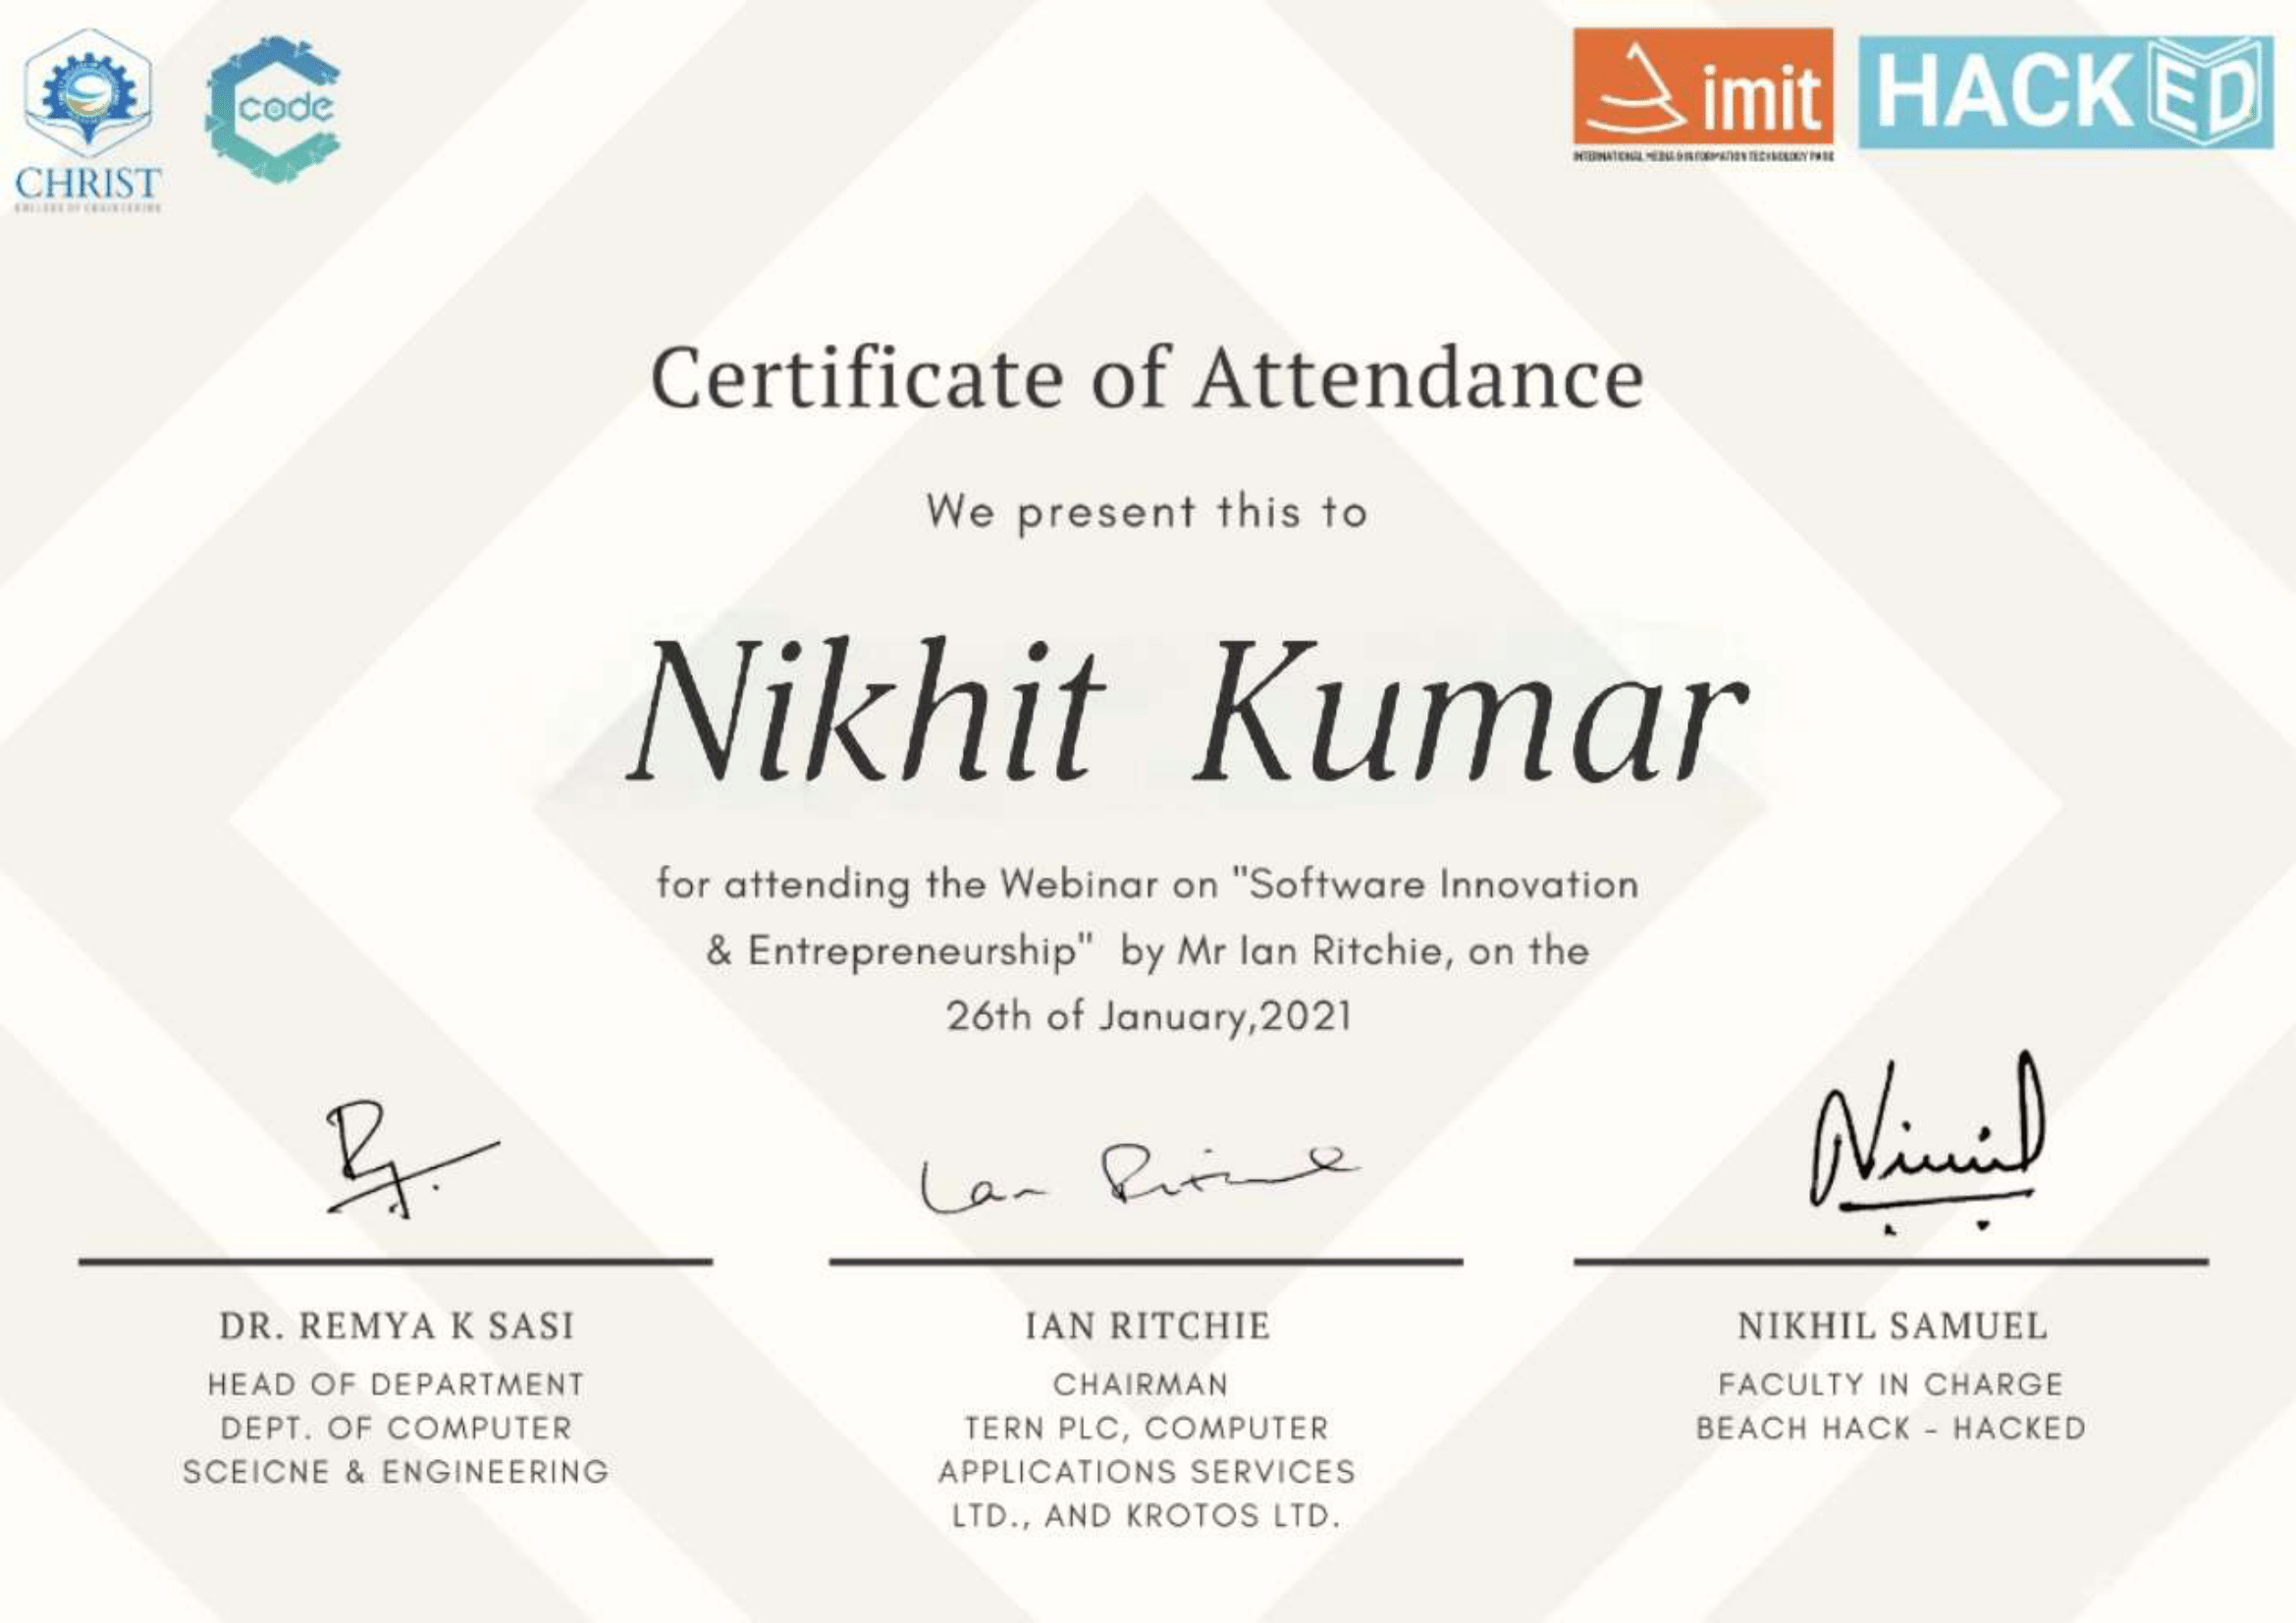 CHRIST
COLLEGE OF ENGINEERING
code
imit
INTERNATIONAL MEDIA & INFORMATION TECHNOLOGY PARK
HACKED
Certificate of Attendance
We present this to
Nikhit Kumar
for attending the Webinar on "Software Innovation
& Entrepreneurship" by Mr Ian Ritchie, on the
26th of January,2021
Ian Ritchie
DR. REMYA K SASI
HEAD OF DEPARTMENT
DEPT. OF COMPUTER
SCEICNE & ENGINEERING
IAN RITCHIE
CHAIRMAN
TERN PLC, COMPUTER
APPLICATIONS SERVICES
LTD., AND KROTOS LTD.
NIKHIL SAMUEL
FACULTY IN CHARGE
BEACH HACK - HACKED